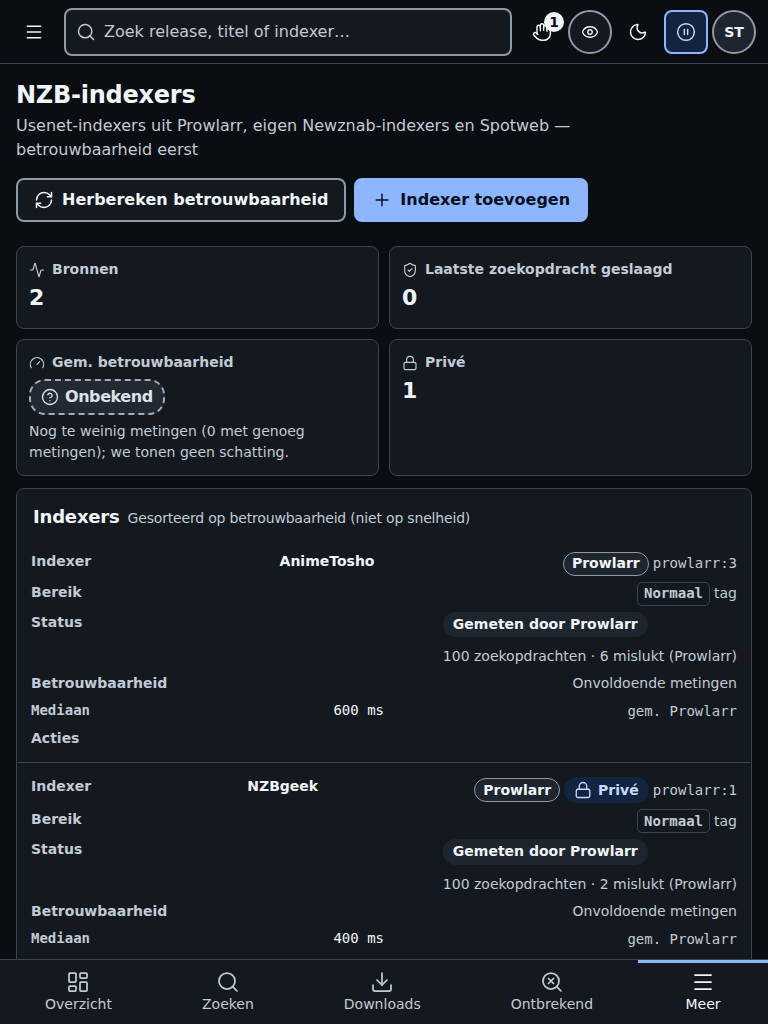 Zoek release, titel of indexer…
1
ST
NZB-indexers
Usenet-indexers uit Prowlarr, eigen Newznab-indexers en Spotweb —
betrouwbaarheid eerst
Herbereken betrouwbaarheid
Indexer toevoegen
Bronnen
2
Laatste zoekopdracht geslaagd
0
Gem. betrouwbaarheid
Onbekend
Nog te weinig metingen (0 met genoeg
metingen); we tonen geen schatting.
Privé
1
Indexers Gesorteerd op betrouwbaarheid (niet op snelheid)
Indexer AnimeTosho Prowlarr prowlarr:3
Bereik Normaal tag
Status Gemeten door Prowlarr
100 zoekopdrachten · 6 mislukt (Prowlarr)
Betrouwbaarheid Onvoldoende metingen
Mediaan 600 ms gem. Prowlarr
Acties
Indexer NZBgeek Prowlarr Privé prowlarr:1
Bereik Normaal tag
Status Gemeten door Prowlarr
100 zoekopdrachten · 2 mislukt (Prowlarr)
Betrouwbaarheid Onvoldoende metingen
Mediaan 400 ms gem. Prowlarr
Overzicht Zoeken Downloads Ontbrekend Meer